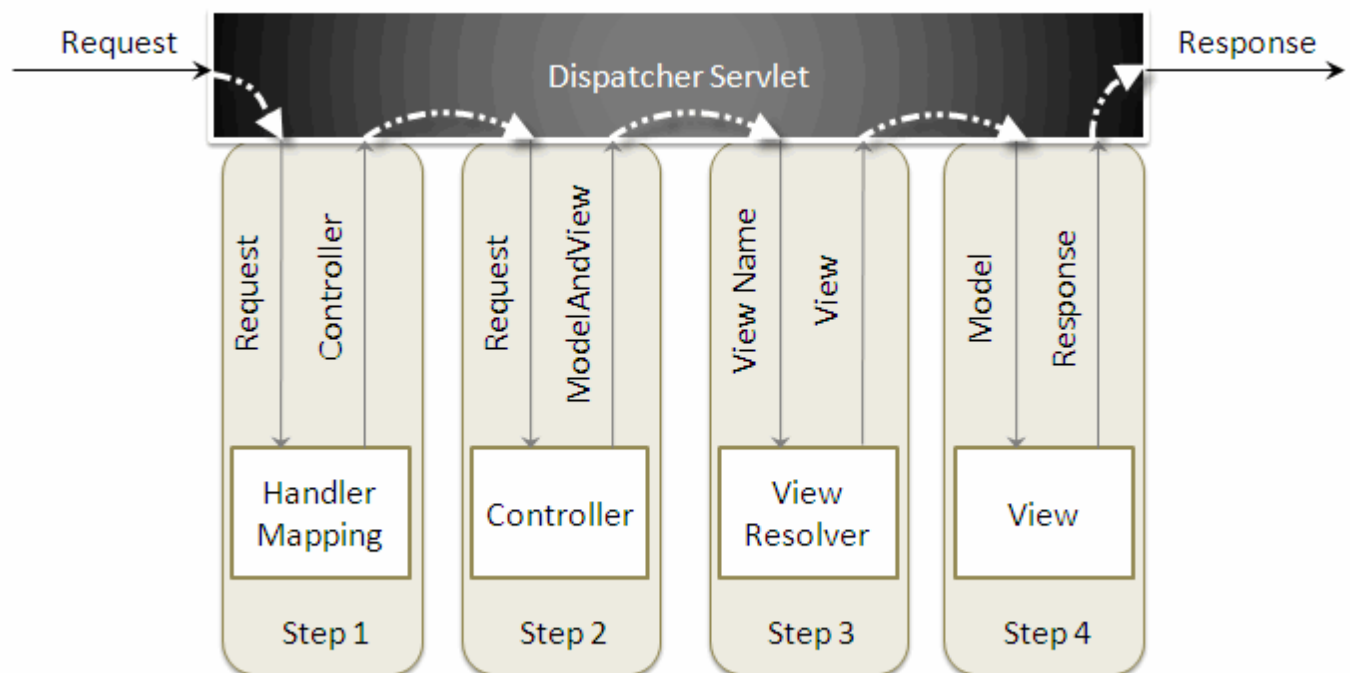 Request
Dispatcher Servlet
Response
Request
Controller
Request
ModelAndView
View Name
View
Model
Response
Handler
Mapping
Controller
View
Resolver
View
Step 1
Step 2
Step 3
Step 4